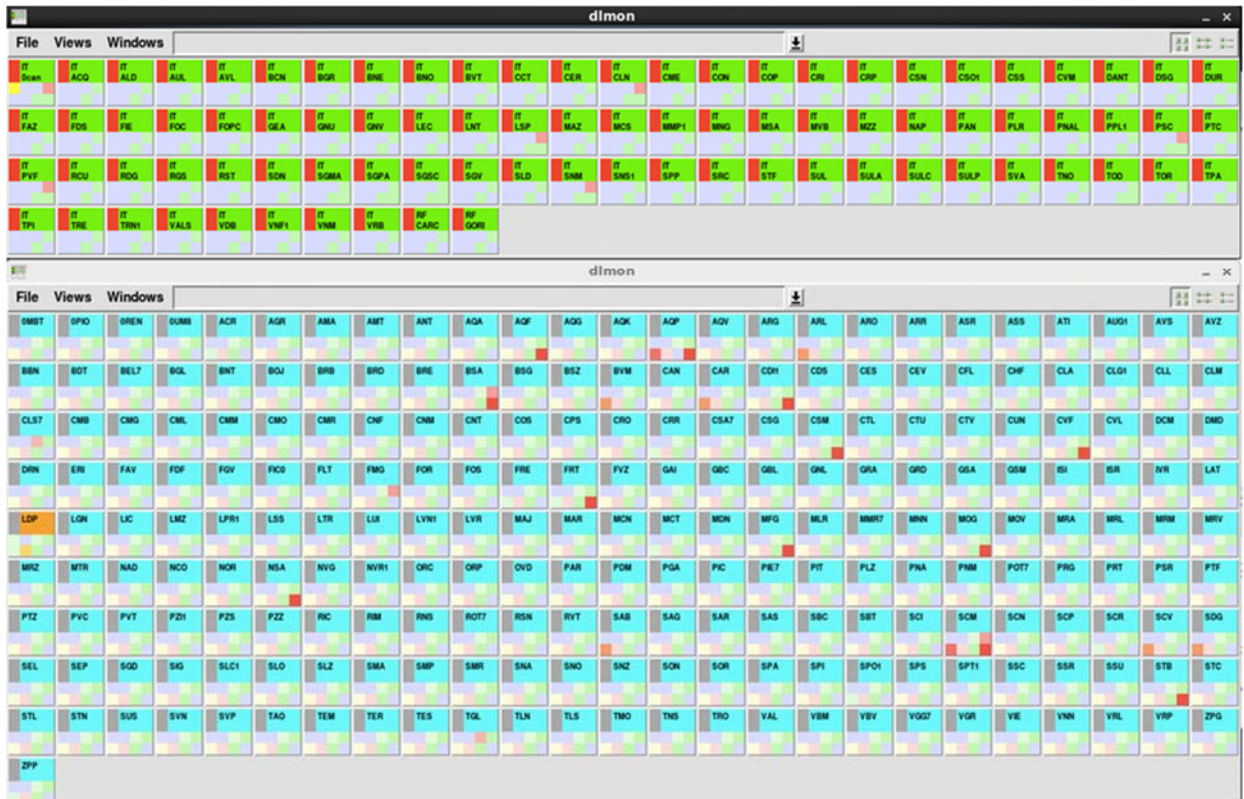 dlmon
File Views Windows
IT IT IT IT IT IT IT IT IT IT IT IT IT IT IT IT IT IT IT IT IT IT IT IT IT
0can ACQ ALD AUL AVL BCN BGR BNE BNO BVT CCT CER CLN CME CON COP CRI CRP CSN CSO1 CSS CVM DANT DSG DUR
IT IT IT IT IT IT IT IT IT IT IT IT IT IT IT IT IT IT IT IT IT IT IT IT IT
FAZ FDS FIE FOC FOPC GEA GNU GNV LEC LNT LSP MAZ MCS MMP1 MNG MSA MVB MZZ NAP PAN PLR PNAL PPL1 PSC PTC
IT IT IT IT IT IT IT IT IT IT IT IT IT IT IT IT IT IT IT IT IT IT IT IT IT
PVF RCU RDG RGS RST SDN SGMA SGPA SGSC SGV SLD SNM SNS1 SPP SRC STF SUL SULA SULC SULP SVA TNO TOD TOR TPA
IT IT IT IT IT IT IT IT RF RF
TPI TRE TRN1 VALS VDB VNF1 VNM VRB CARC GORI
dlmon
File Views Windows
0MBT 0PIO 0REN 0UM8 ACR AGR AMA AMT ANT AQA AQF AQG AQK AQP AQV ARG ARL ARO ARR ASR ASS ATI AUG1 AVS AVZ
BBN BDT BEL7 BGL BNT BOJ BRB BRD BRE BSA BSG BSZ BVM CAN CAR CDI1 CDS CES CEV CFL CHF CLA CLG1 CLL CLM
CLS7 CMB CMG CML CMM CMO CMR CNF CNM CNT COS CPS CRO CRR CSA7 CSG CSM CTL CTU CTV CUN CVF CVL DCM DMD
DRN ERI FAV FDF FGV FIC0 FLT FMG FOR FOS FRE FRT FVZ GAI GBC GBL GNL GRA GRD GSA GSM ISI ISR IVR LAT
LDP LGN LIC LMZ LPR1 LSS LTR LUI LVN1 LVR MAJ MAR MCN MCT MDN MFG MLR MMR7 MNN MOG MOV MRA MRL MRM MRV
MRZ MTR NAD NCO NOR NSA NVG NVR1 ORC ORP OVD PAR PDM PGA PIC PIE7 PIT PLZ PNA PNM POT7 PRG PRT PSR PTF
PTZ PVC PVT PZI1 PZS PZZ RIC RIM RNS ROT7 RSN RVT SAB SAG SAR SAS SBC SBT SCI SCM SCN SCP SCR SCV SDG
SEL SEP SGD SIG SLC1 SLO SLZ SMA SMP SMR SNA SNO SNZ SON SOR SPA SPI SPO1 SPS SPT1 SSC SSR SSU STB STC
STL STN SUS SVN SVP TAO TEM TER TES TGL TLN TLS TMO TNS TRO VAL VBM VBV VGG7 VGR VIE VNN VRL VRP ZPG
ZPP